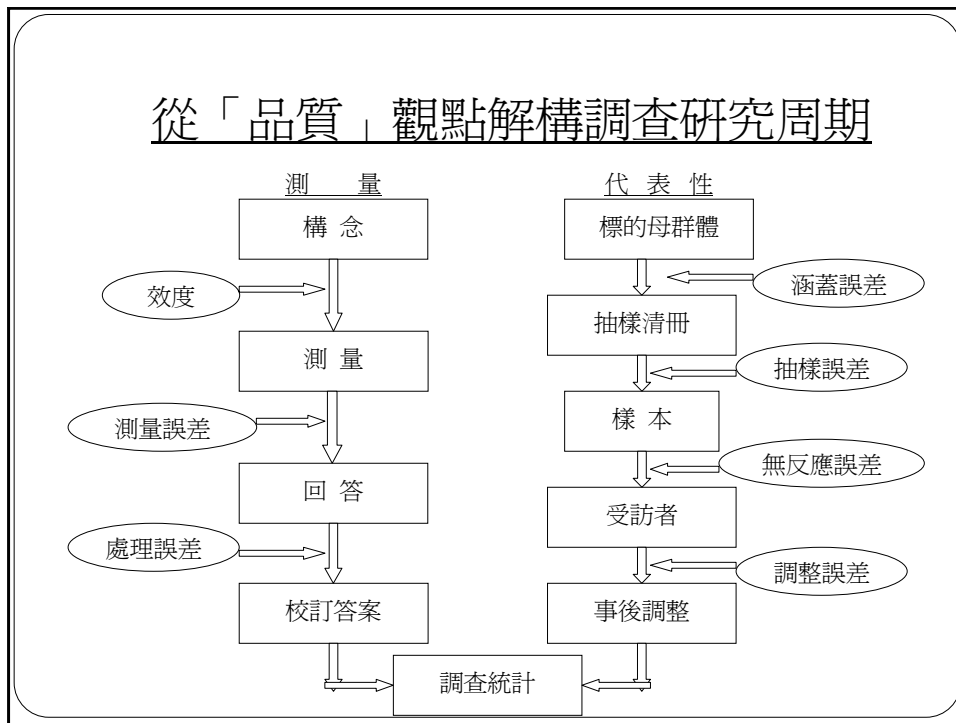 從「品質」觀點解構調查研究周期
測　　量
構 念
效度
測 量
測量誤差
回 答
處理誤差
校訂答案
代 表 性
標的母群體
涵蓋誤差
抽樣清冊
抽樣誤差
樣 本
無反應誤差
受訪者
調整誤差
事後調整
調查統計